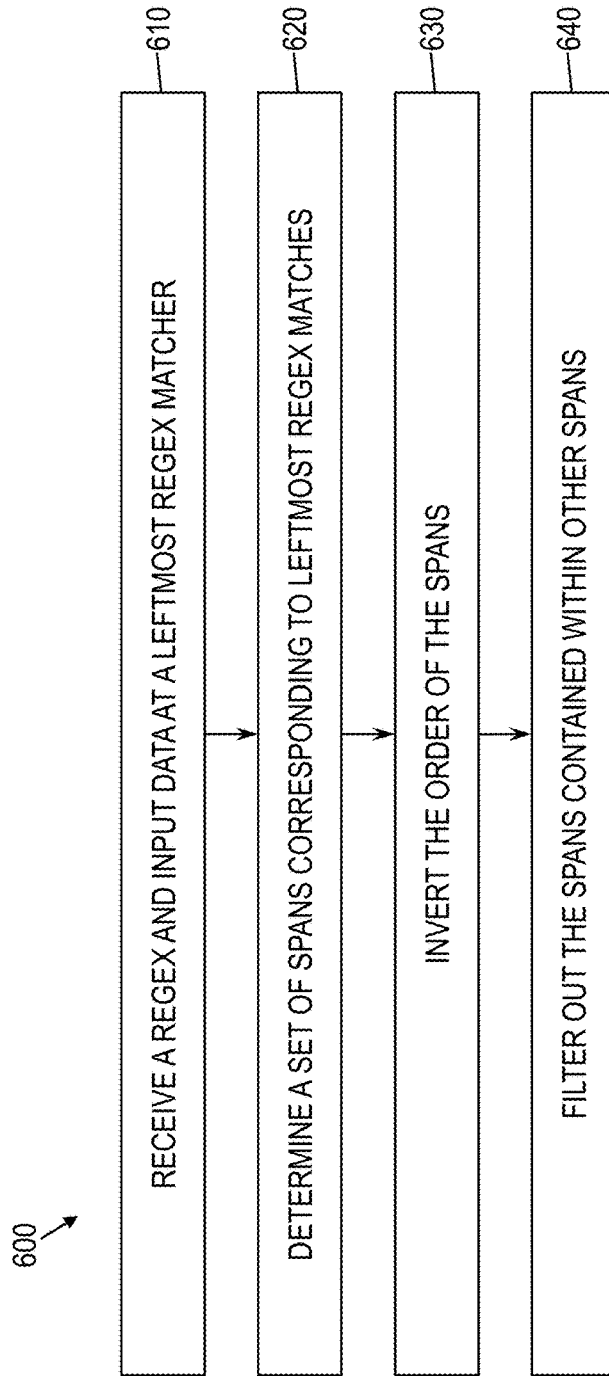 600
RECEIVE A REGEX AND INPUT DATA AT A LEFTMOST REGEX MATCHER
610
DETERMINE A SET OF SPANS CORRESPONDING TO LEFTMOST REGEX MATCHES
620
INVERT THE ORDER OF THE SPANS
630
FILTER OUT THE SPANS CONTAINED WITHIN OTHER SPANS
640